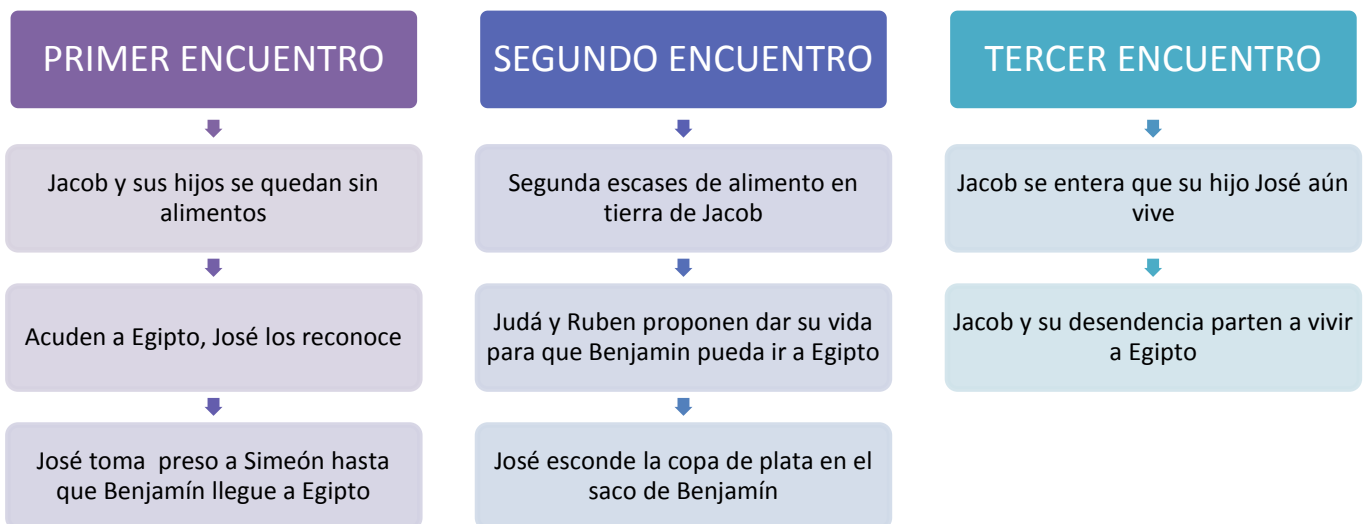 PRIMER ENCUENTRO
Jacob y sus hijos se quedan sin
alimentos
Acuden a Egipto, José los reconoce
José toma preso a Simeón hasta
que Benjamín llegue a Egipto
SEGUNDO ENCUENTRO
Segunda escases de alimento en
tierra de Jacob
Judá y Ruben proponen dar su vida
para que Benjamin pueda ir a Egipto
José esconde la copa de plata en el
saco de Benjamín
TERCER ENCUENTRO
Jacob se entera que su hijo José aún
vive
Jacob y su desendencia parten a vivir
a Egipto